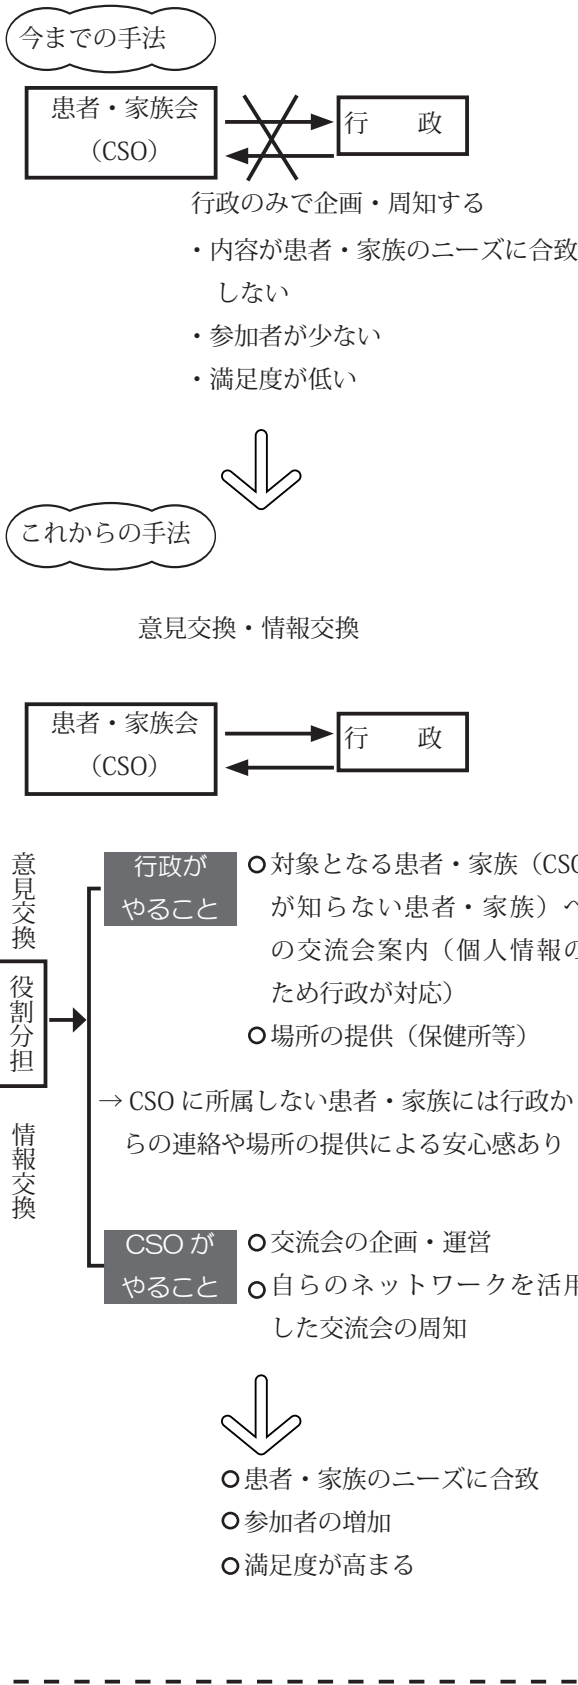 今までの手法
患者・家族会
（CSO）
行　　政
行政のみで企画・周知する
・内容が患者・家族のニーズに合致
しない
・参加者が少ない
・満足度が低い
これからの手法
意見交換・情報交換
患者・家族会
（CSO）
行　　政
意見交換
役割分担
情報交換
行政が
やること
対象となる患者・家族（CSO
が知らない患者・家族）へ
の交流会案内（個人情報の
ため行政が対応）
場所の提供（保健所等）
→ CSO に所属しない患者・家族には行政か
らの連絡や場所の提供による安心感あり
CSO が
やること
交流会の企画・運営
自らのネットワークを活用
した交流会の周知
患者・家族のニーズに合致
参加者の増加
満足度が高まる